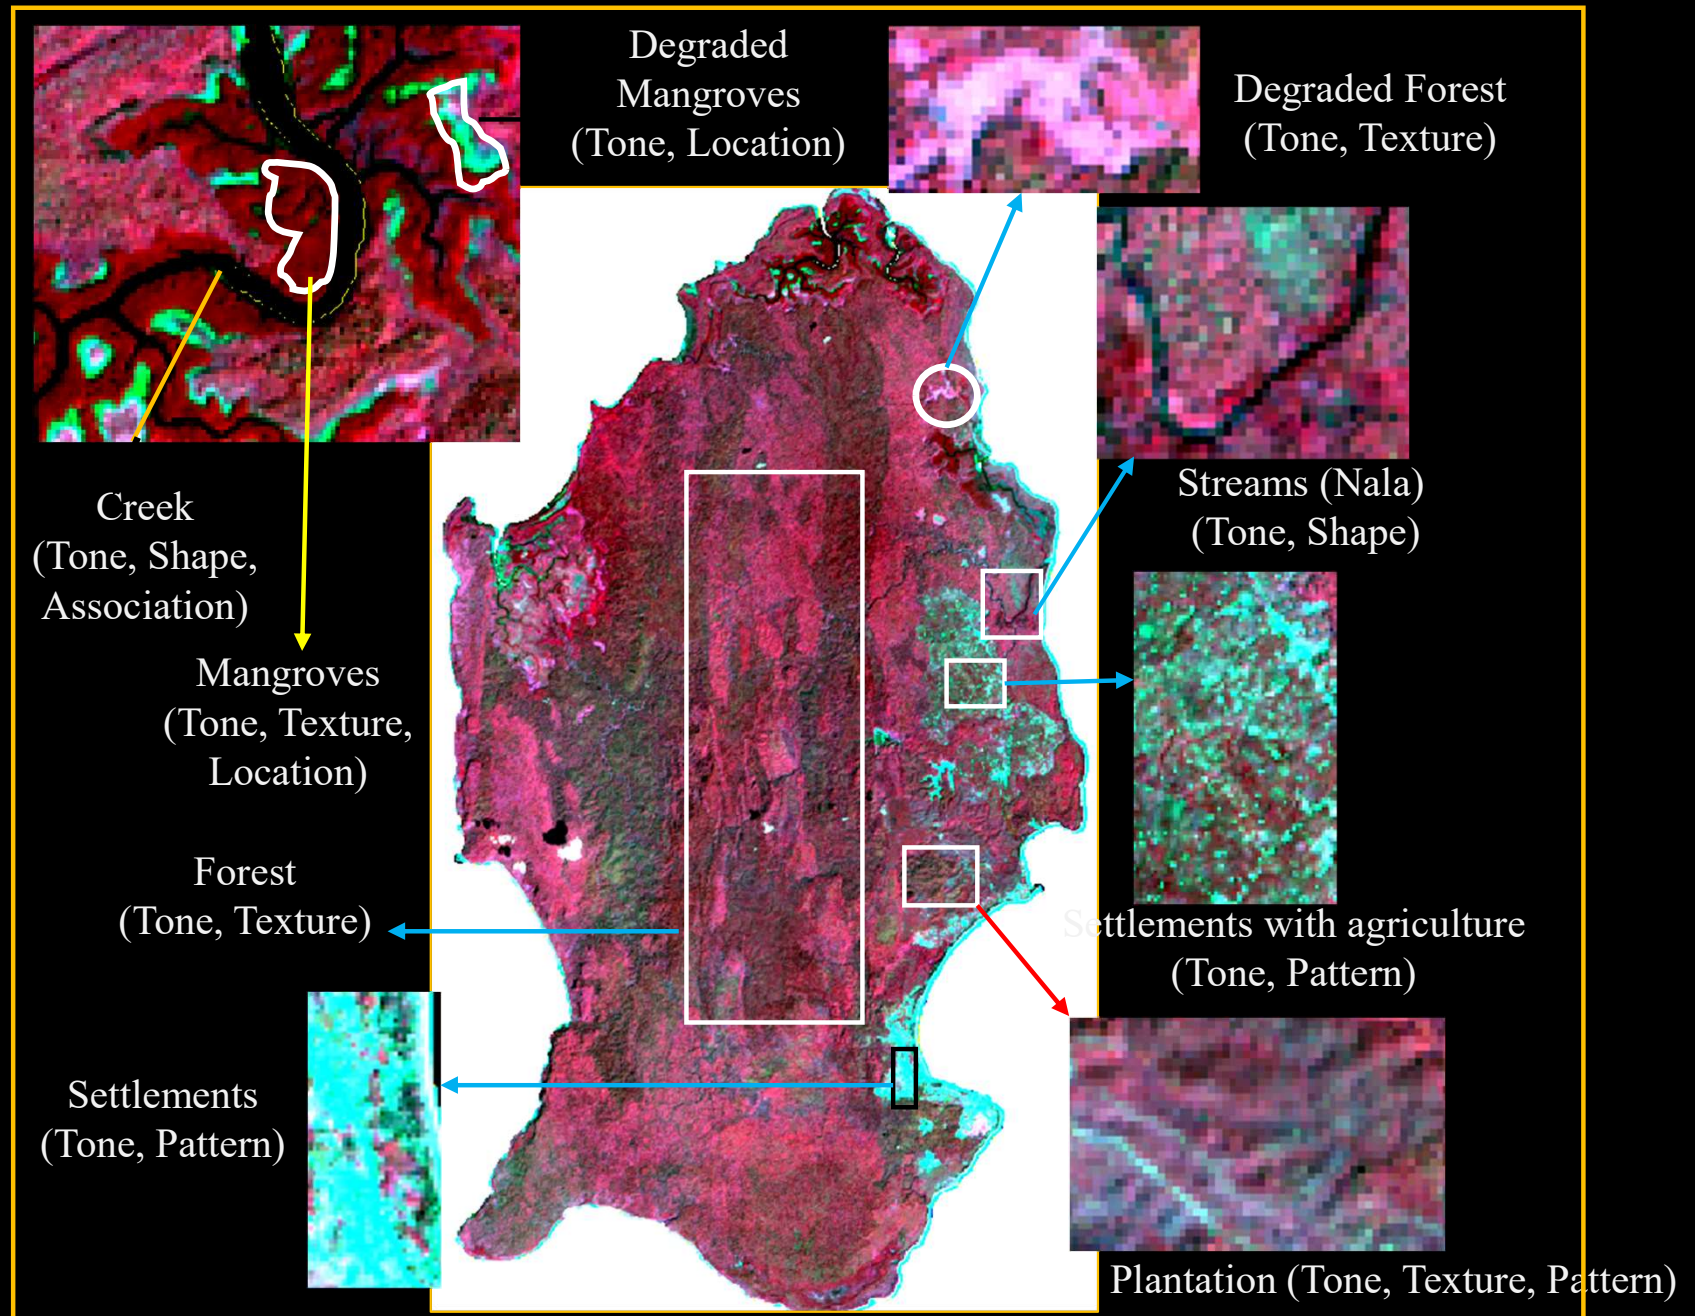 Degraded
Mangroves
(Tone, Location)
Degraded Forest
(Tone, Texture)
Streams (Nala)
(Tone, Shape)
Creek
(Tone, Shape,
Association)
Mangroves
(Tone, Texture,
Location)
Forest
(Tone, Texture)
Settlements with agriculture
(Tone, Pattern)
Settlements
(Tone, Pattern)
Plantation (Tone, Texture, Pattern)